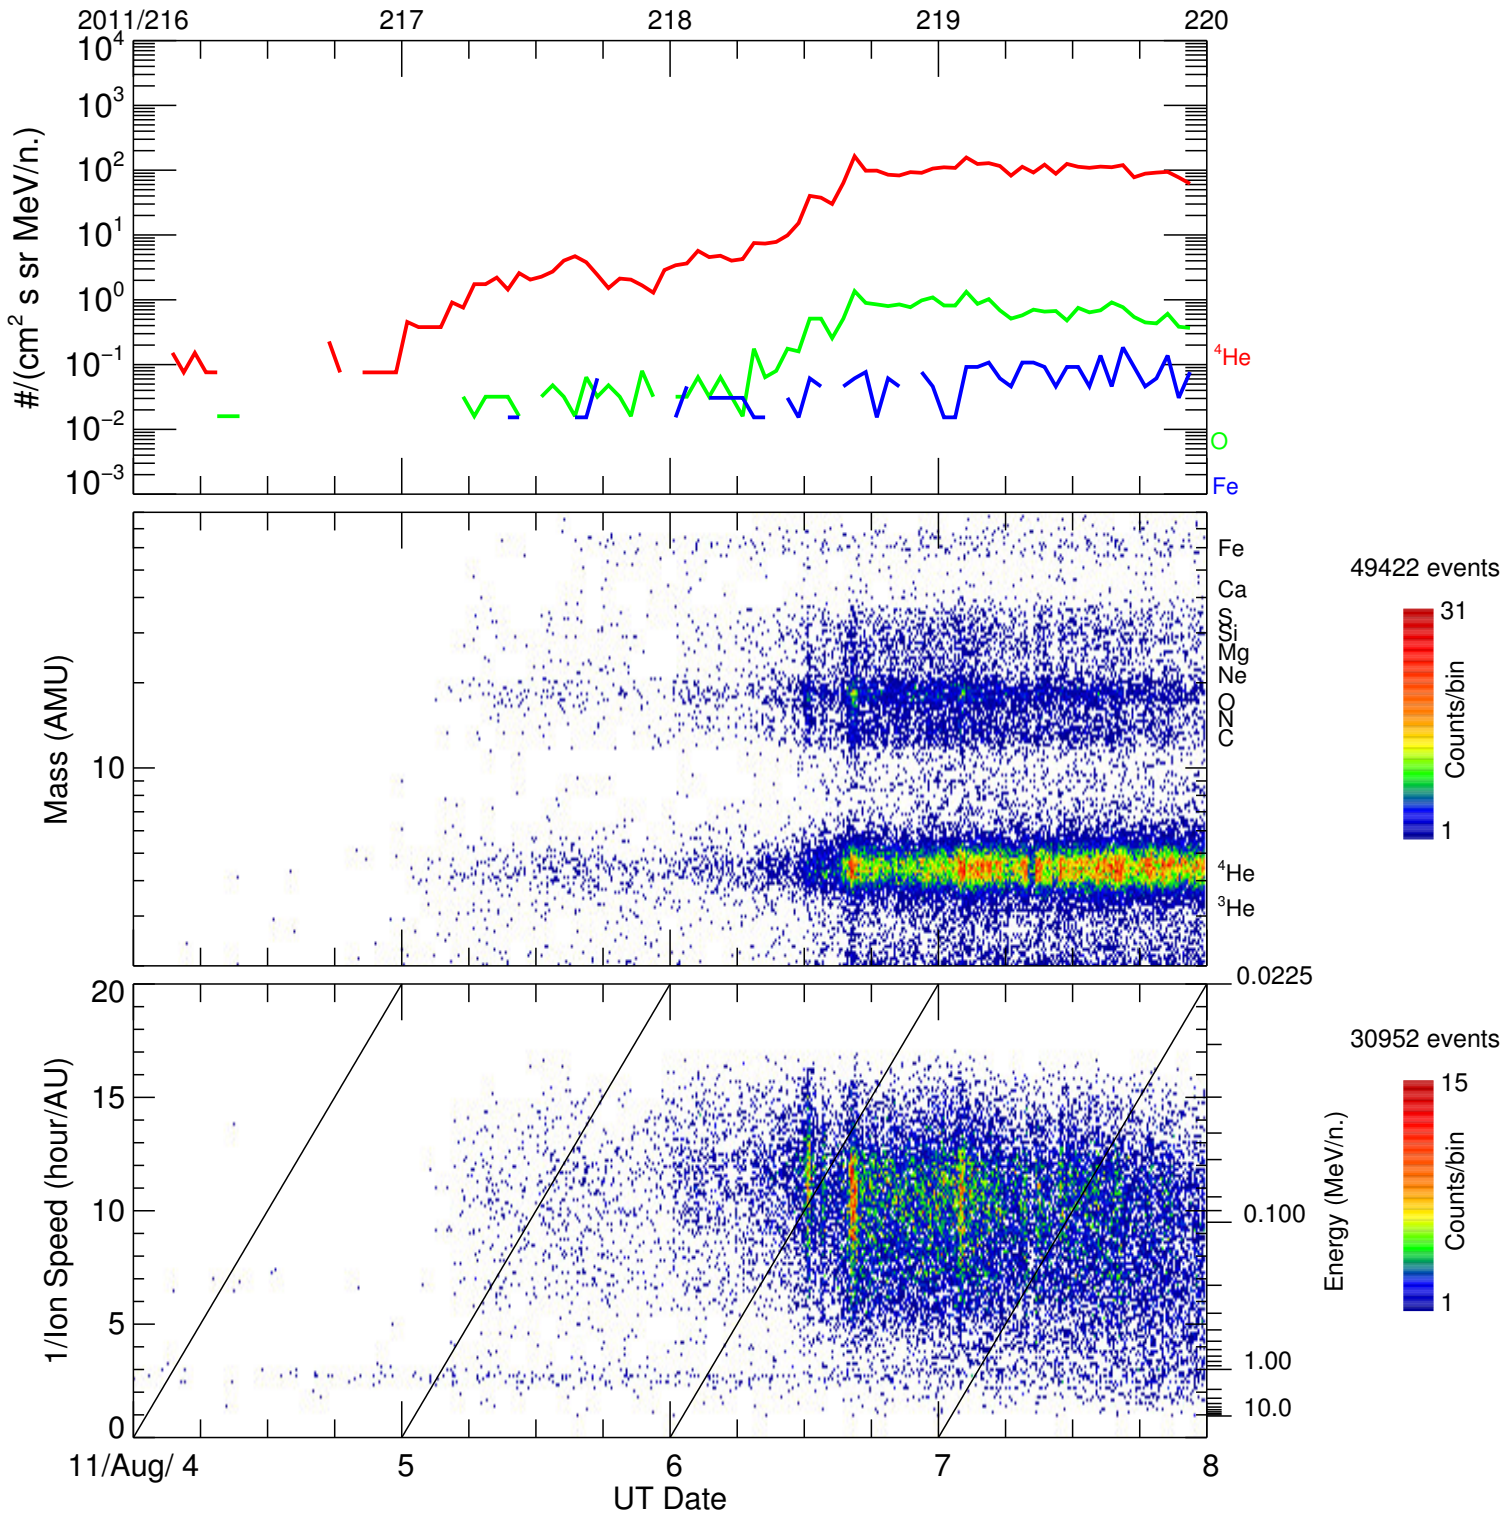 2011/216 217 218 219 220
10^4
10^3
10^2
10^1
10^0
10^-1
10^-2
10^-3
#/(cm^2 s sr MeV/n.)
^4He
O
Fe
Mass (AMU)
10
Fe
Ca
S
Si
Mg
Ne
O
N
C
^4He
^3He
49422 events
31
Counts/bin
1
1/Ion Speed (hour/AU)
20
15
10
5
0
0.0225
0.100
1.00
10.0
Energy (MeV/n.)
30952 events
15
Counts/bin
1
11/Aug/ 4 5 6 7 8
UT Date